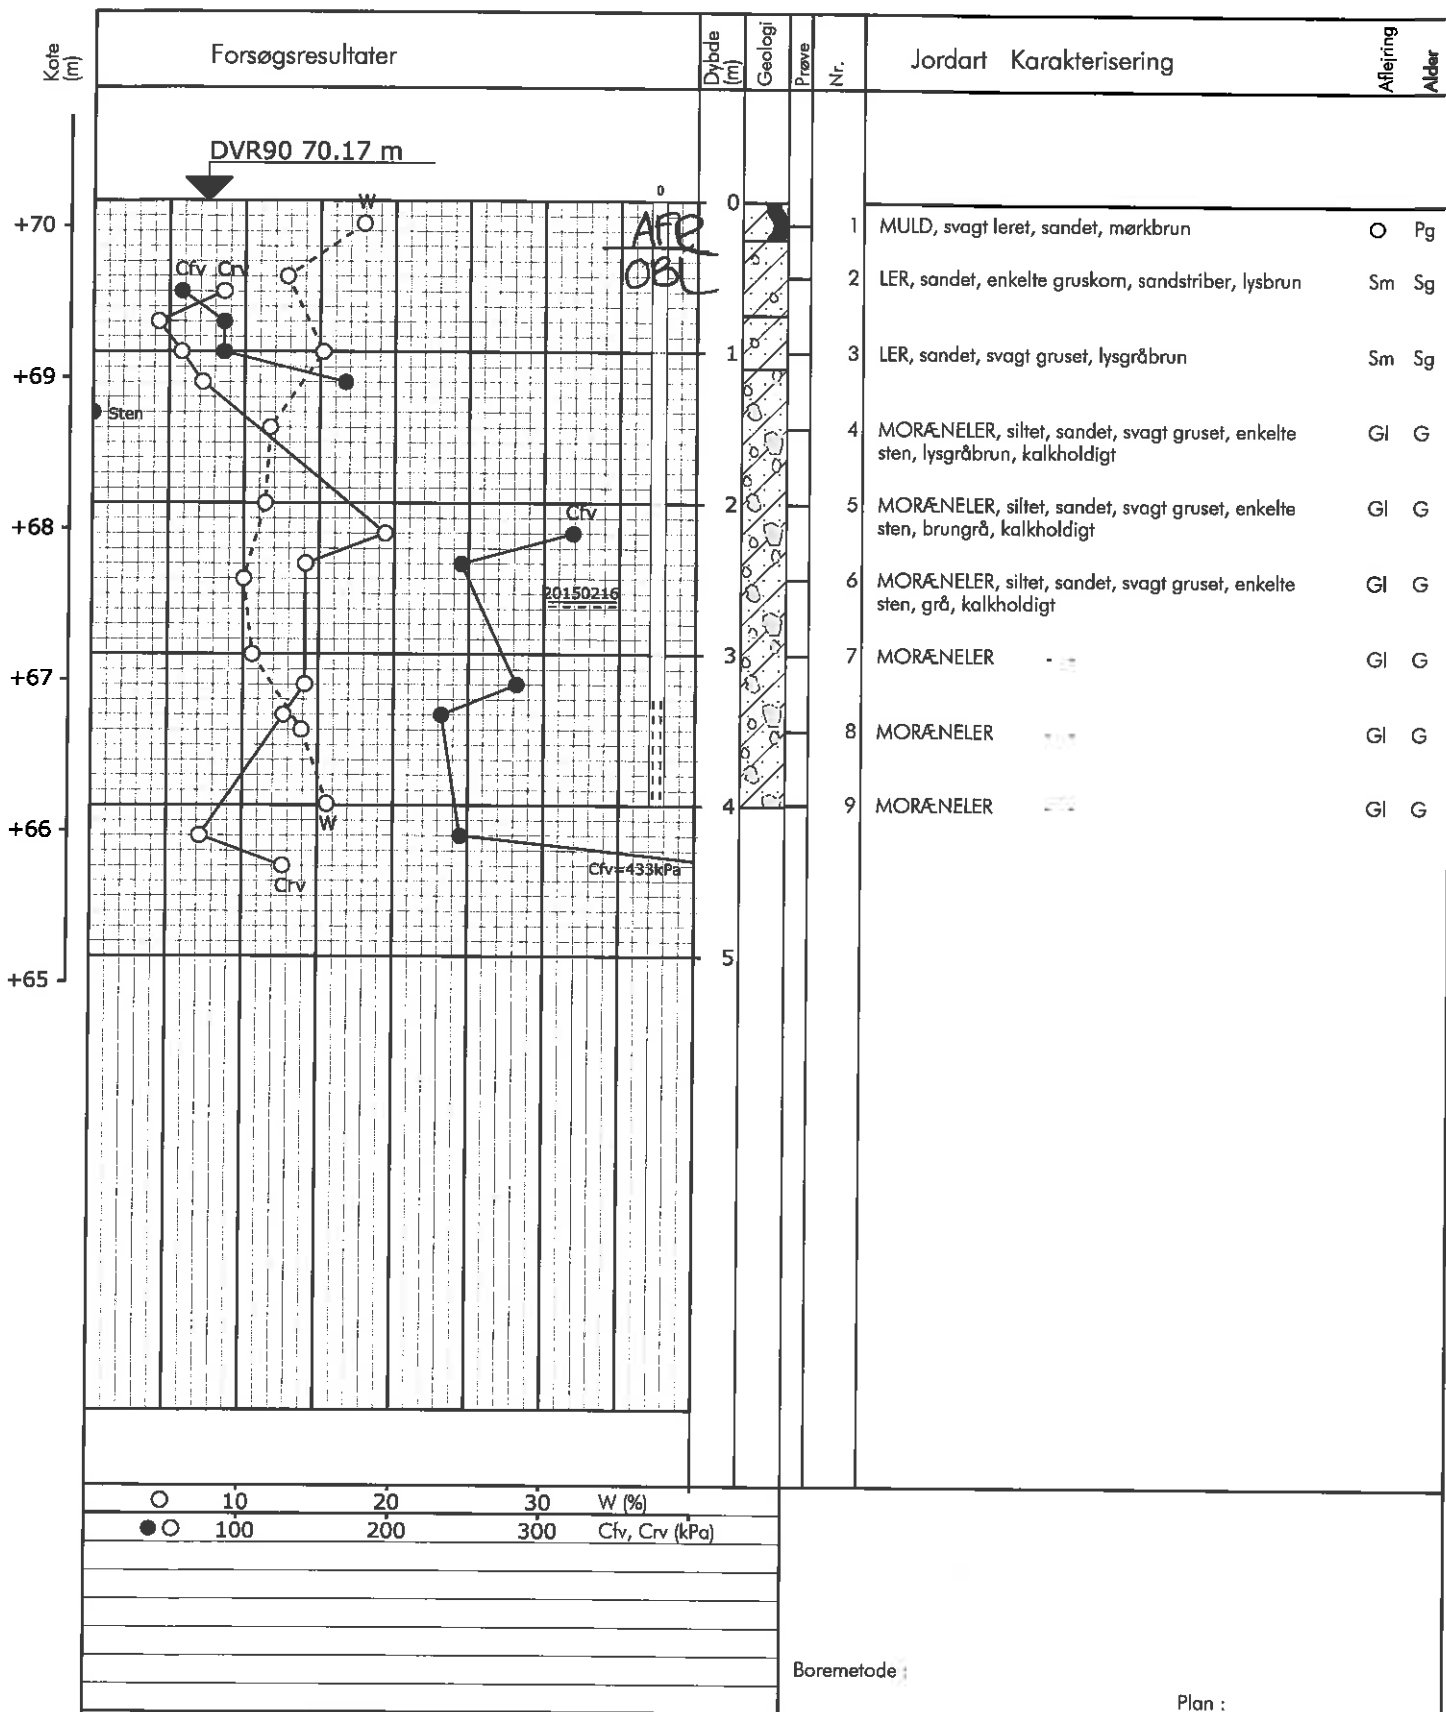 Kote (m)
Forsøgsresultater
Dybde (m)
Geologi
Prøve
Nr.
Jordart Karakterisering
Aflejring
Alder
DVR90 70.17 m
W
0
0
+70
AFR
OBL
1 MULD, svagt leret, sandet, mørkbrun O Pg
Cfv Crv
2 LER, sandet, enkelte gruskorn, sandstriber, lysbrun Sm Sg
1
+69
3 LER, sandet, svagt gruset, lysgråbrun Sm Sg
Sten
4 MORÆNELER, siltet, sandet, svagt gruset, enkelte Gl G
sten, lysgråbrun, kalkholdigt
2
+68
Cfv
5 MORÆNELER, siltet, sandet, svagt gruset, enkelte Gl G
sten, brungrå, kalkholdigt
20150216
6 MORÆNELER, siltet, sandet, svagt gruset, enkelte Gl G
sten, grå, kalkholdigt
3
+67
7 MORÆNELER - " - Gl G
8 MORÆNELER - " - Gl G
4
+66
W
9 MORÆNELER - " - Gl G
Cfv=433kPa
Crv
5
+65
10 20 30 W (%)
100 200 300 Cfv, Crv (kPa)
Boremetode :
Plan :